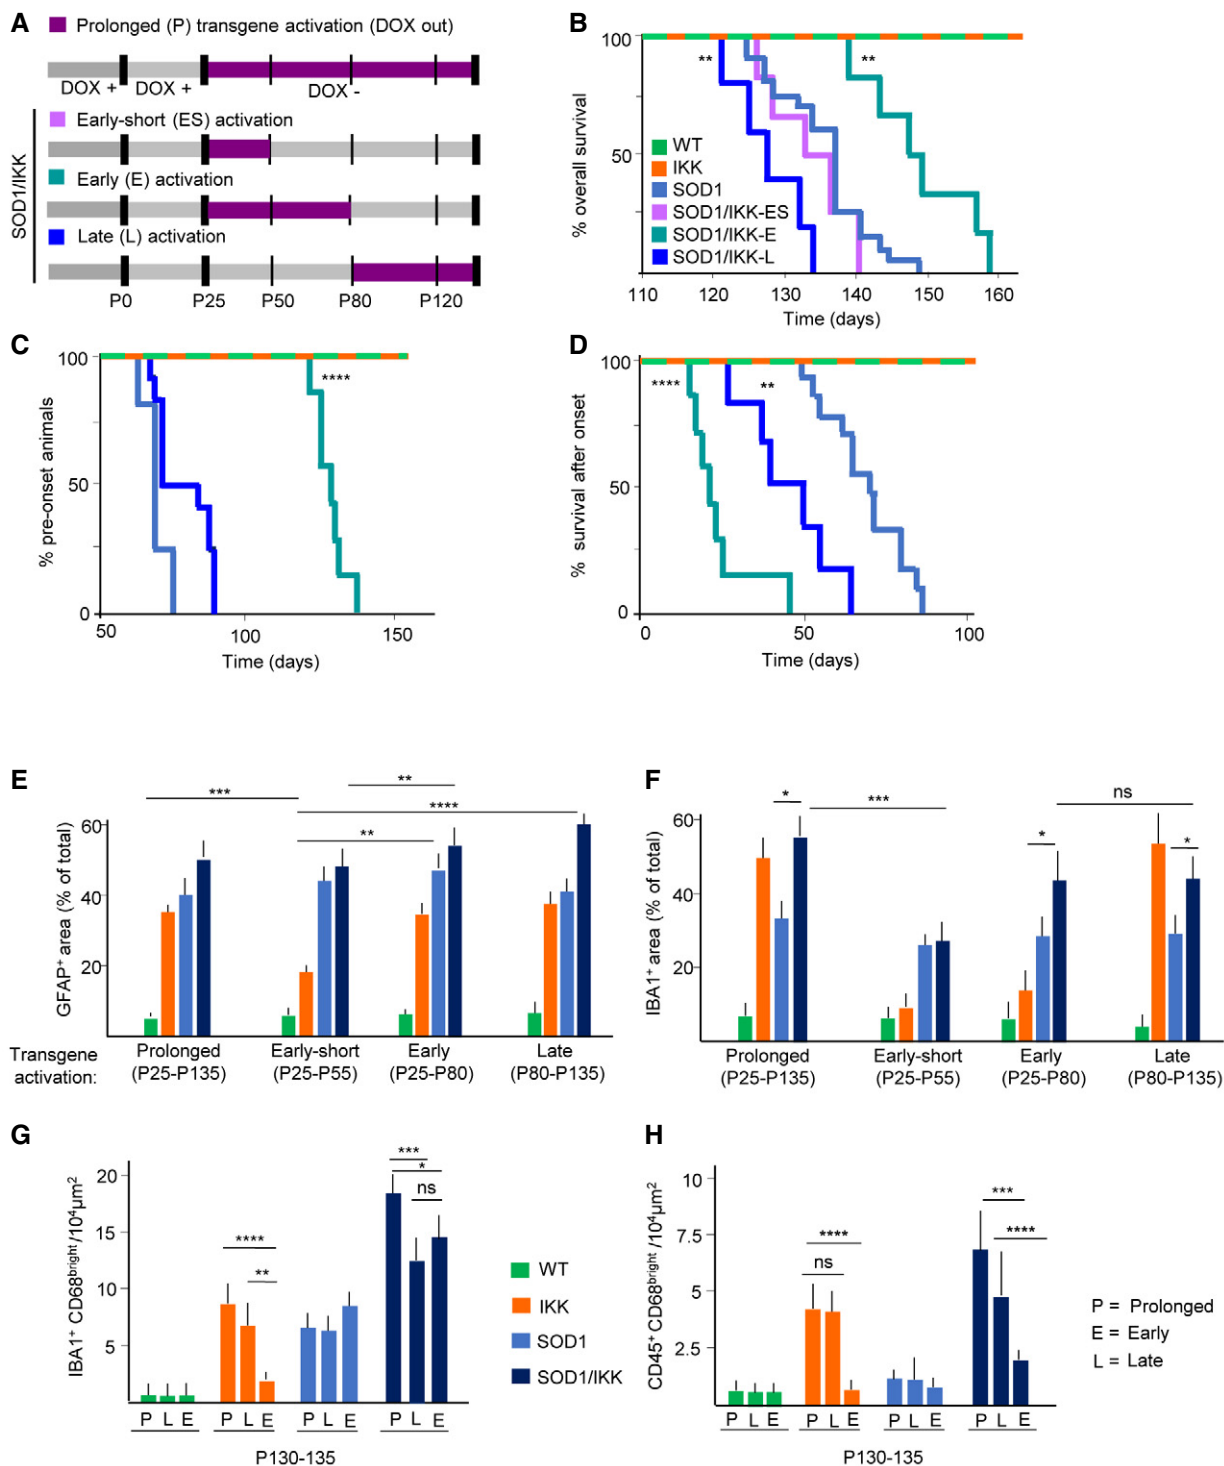 A
Prolonged (P) transgene activation (DOX out)
DOX + DOX + DOX -
SOD1/IKK
Early-short (ES) activation
Early (E) activation
Late (L) activation
P0 P25 P50 P80 P120
B
% overall survival
100
50
** **
WT
IKK
SOD1
SOD1/IKK-ES
SOD1/IKK-E
SOD1/IKK-L
110 120 130 140 150 160
Time (days)
C
% pre-onset animals
100
50
0
****
50 100 150
Time (days)
D
% survival after onset
100
50
0
**** **
0 50 100
Time (days)
E
GFAP⁺ area (% of total)
60
40
20
*** ** **** **
Transgene activation:
Prolonged Early-short Early Late
(P25-P135) (P25-P55) (P25-P80) (P80-P135)
F
IBA1⁺ area (% of total)
60
40
20
* *** * ns *
Prolonged Early-short Early Late
(P25-P135) (P25-P55) (P25-P80) (P80-P135)
G
IBA1⁺ CD68ᵇʳⁱᵍʰᵗ/10⁴µm²
20
15
10
5
**** ** *** * ns
P L E P L E P L E P L E
P130-135
WT
IKK
SOD1
SOD1/IKK
H
CD45⁺ CD68ᵇʳⁱᵍʰᵗ/10⁴µm²
10
7.5
5
2.5
**** ns *** ****
P L E P L E P L E P L E
P130-135
P = Prolonged
E = Early
L = Late